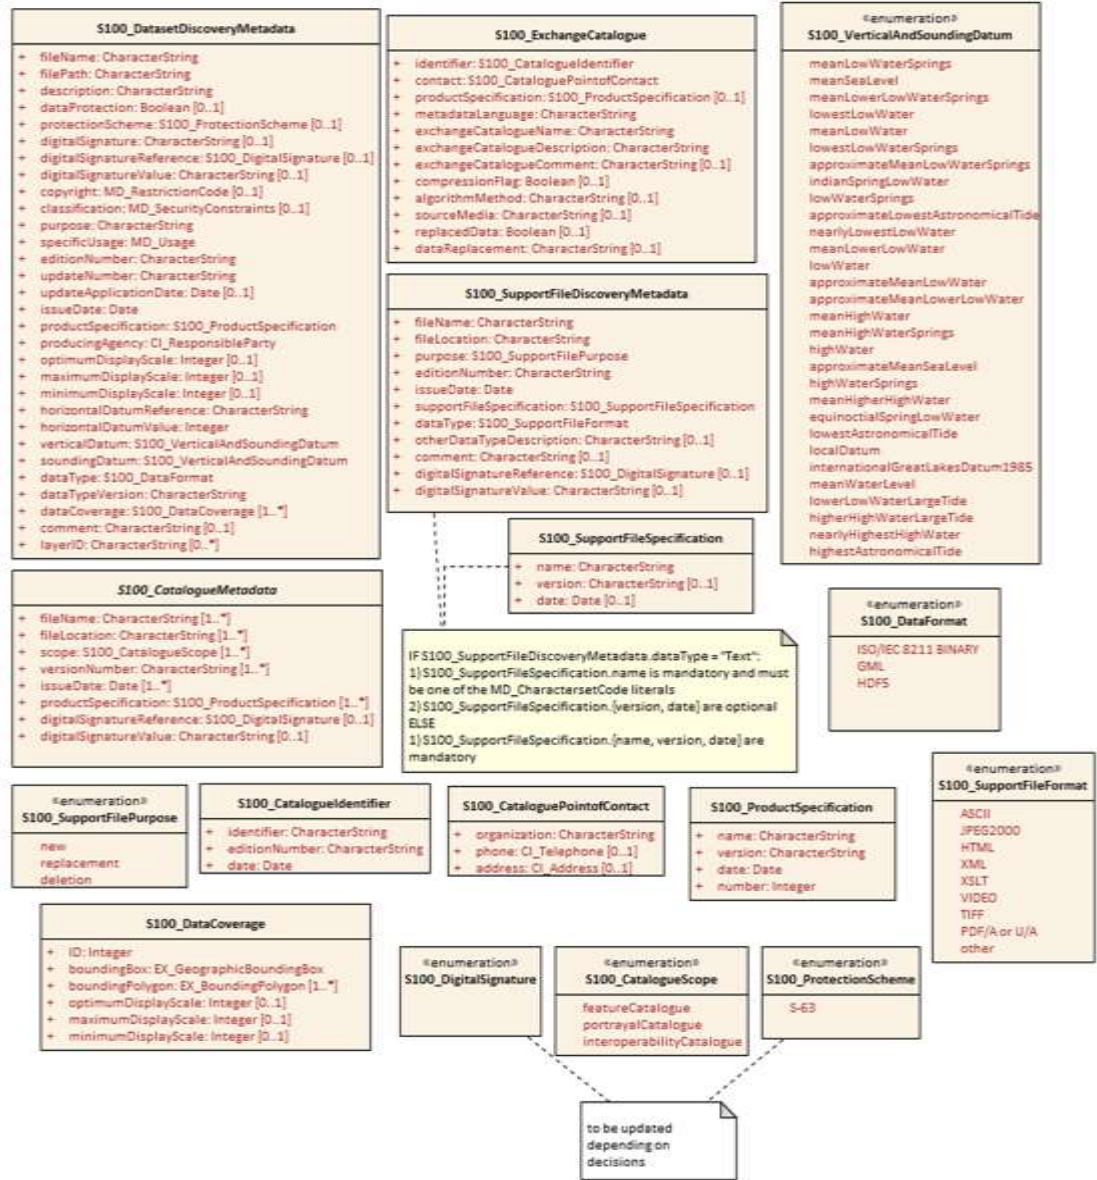 S100_DatasetDiscoveryMetadata
+ fileName: CharacterString
+ filePath: CharacterString
+ description: CharacterString
+ dataProtection: Boolean [0..1]
+ protectionScheme: S100_ProtectionScheme [0..1]
+ digitalSignature: CharacterString [0..1]
+ digitalSignatureReference: S100_DigitalSignature [0..1]
+ digitalSignatureValue: CharacterString [0..1]
+ copyright: MD_RestrictionCode [0..1]
+ classification: MD_SecurityConstraints [0..1]
+ purpose: CharacterString
+ specificUsage: MD_Usage
+ editionNumber: CharacterString
+ updateNumber: CharacterString
+ updateApplicationDate: Date [0..1]
+ issueDate: Date
+ productSpecification: S100_ProductSpecification
+ producingAgency: CI_ResponsibleParty
+ optimumDisplayScale: Integer [0..1]
+ maximumDisplayScale: Integer [0..1]
+ minimumDisplayScale: Integer [0..1]
+ horizontalDatumReference: CharacterString
+ horizontalDatumValue: Integer
+ verticalDatum: S100_VerticalAndSoundingDatum
+ soundingDatum: S100_VerticalAndSoundingDatum
+ dataType: S100_DataFormat
+ dataTypeVersion: CharacterString
+ dataCoverage: S100_DataCoverage [1..*]
+ comment: CharacterString [0..1]
+ layerID: CharacterString [0..*]
S100_ExchangeCatalogue
+ identifier: S100_CatalogueIdentifier
+ contact: S100_CataloguePointofContact
+ productSpecification: S100_ProductSpecification [0..1]
+ metadataLanguage: CharacterString
+ exchangeCatalogueName: CharacterString
+ exchangeCatalogueDescription: CharacterString
+ exchangeCatalogueComment: CharacterString [0..1]
+ compressionFlag: Boolean [0..1]
+ algorithmMethod: CharacterString [0..1]
+ sourceMedia: CharacterString [0..1]
+ replacedData: Boolean [0..1]
+ dataReplacement: CharacterString [0..1]
«enumeration»
S100_VerticalAndSoundingDatum
meanLowWaterSprings
meanSeaLevel
meanLowerLowWaterSprings
lowestLowWater
meanLowWater
lowestLowWaterSprings
approximateMeanLowWaterSprings
indianSpringLowWater
lowWaterSprings
approximateLowestAstronomicalTide
nearlyLowestLowWater
meanLowerLowWater
lowWater
approximateMeanLowWater
approximateMeanLowerLowWater
meanHighWater
meanHighWaterSprings
highWater
approximateMeanSeaLevel
highWaterSprings
meanHigherHighWater
equinoctialSpringLowWater
lowestAstronomicalTide
localDatum
internationalGreatLakesDatum1985
meanWaterLevel
lowerLowWaterLargeTide
higherHighWaterLargeTide
nearlyHighestHighWater
highestAstronomicalTide
S100_SupportFileDiscoveryMetadata
+ fileName: CharacterString
+ fileLocation: CharacterString
+ purpose: S100_SupportFilePurpose
+ editionNumber: CharacterString
+ issueDate: Date
+ supportFileSpecification: S100_SupportFileSpecification
+ dataType: S100_SupportFileFormat
+ otherDataTypeDescription: CharacterString [0..1]
+ comment: CharacterString [0..1]
+ digitalSignatureReference: S100_DigitalSignature [0..1]
+ digitalSignatureValue: CharacterString [0..1]
S100_SupportFileSpecification
+ name: CharacterString
+ version: CharacterString [0..1]
+ date: Date [0..1]
S100_CatalogueMetadata
+ fileName: CharacterString [1..*]
+ fileLocation: CharacterString [1..*]
+ scope: S100_CatalogueScope [1..*]
+ versionNumber: CharacterString [1..*]
+ issueDate: Date [1..*]
+ productSpecification: S100_ProductSpecification [1..*]
+ digitalSignatureReference: S100_DigitalSignature [0..1]
+ digitalSignatureValue: CharacterString [0..1]
IF S100_SupportFileDiscoveryMetadata.dataType = "Text":
1) S100_SupportFileSpecification.name is mandatory and must
be one of the MD_CharactersetCode literals
2) S100_SupportFileSpecification.{version, date} are optional
ELSE
1) S100_SupportFileSpecification.{name, version, date} are
mandatory
«enumeration»
S100_DataFormat
ISO/IEC 8211 BINARY
GML
HDF5
«enumeration»
S100_SupportFilePurpose
new
replacement
deletion
S100_CatalogueIdentifier
+ identifier: CharacterString
+ editionNumber: CharacterString
+ date: Date
S100_CataloguePointofContact
+ organization: CharacterString
+ phone: CI_Telephone [0..1]
+ address: CI_Address [0..1]
S100_ProductSpecification
+ name: CharacterString
+ version: CharacterString
+ date: Date
+ number: Integer
«enumeration»
S100_SupportFileFormat
ASCII
JPEG2000
HTML
XML
XSLT
VIDEO
TIFF
PDF/A or U/A
other
S100_DataCoverage
+ ID: Integer
+ boundingBox: EX_GeographicBoundingBox
+ boundingPolygon: EX_BoundingPolygon [1..*]
+ optimumDisplayScale: Integer [0..1]
+ maximumDisplayScale: Integer [0..1]
+ minimumDisplayScale: Integer [0..1]
«enumeration»
S100_DigitalSignature
«enumeration»
S100_CatalogueScope
featureCatalogue
portrayalCatalogue
interoperabilityCatalogue
«enumeration»
S100_ProtectionScheme
S-63
to be updated
depending on
decisions